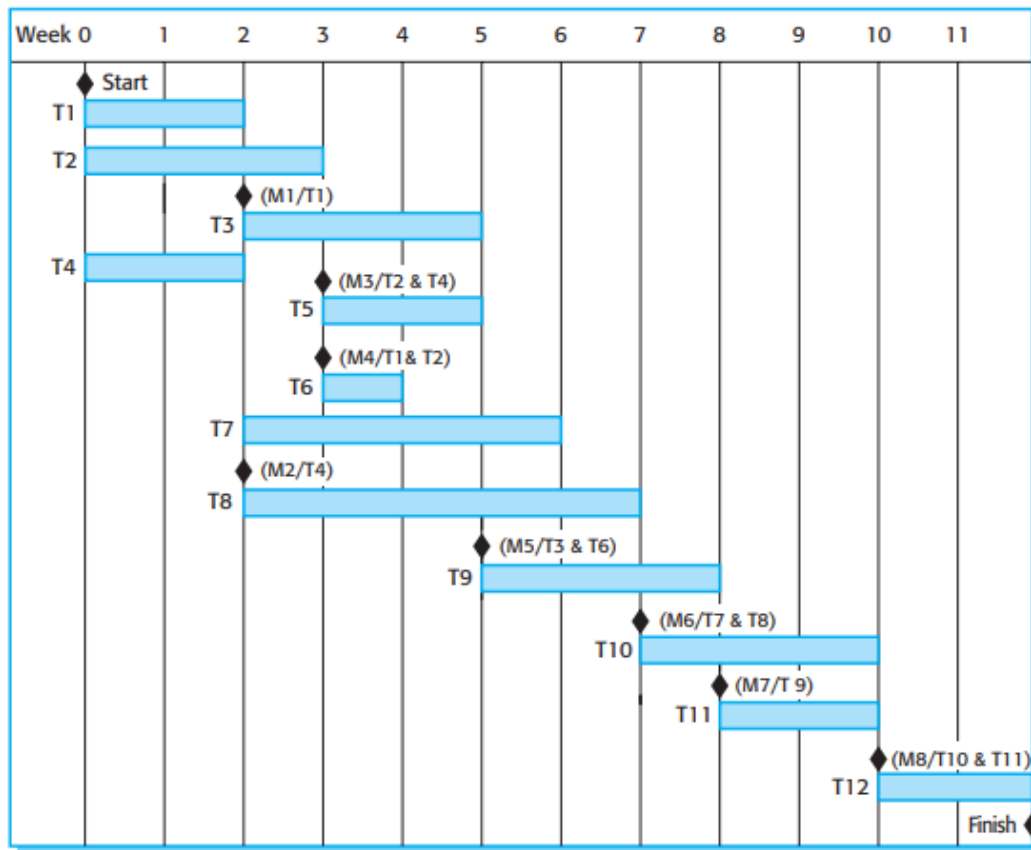 Week 0 1 2 3 4 5 6 7 8 9 10 11
Start
T1
T2
(M1/T1)
T3
T4
(M3/T2 & T4)
T5
(M4/T1& T2)
T6
T7
(M2/T4)
T8
(M5/T3 & T6)
T9
(M6/T7 & T8)
T10
(M7/T 9)
T11
(M8/T10 & T11)
T12
Finish